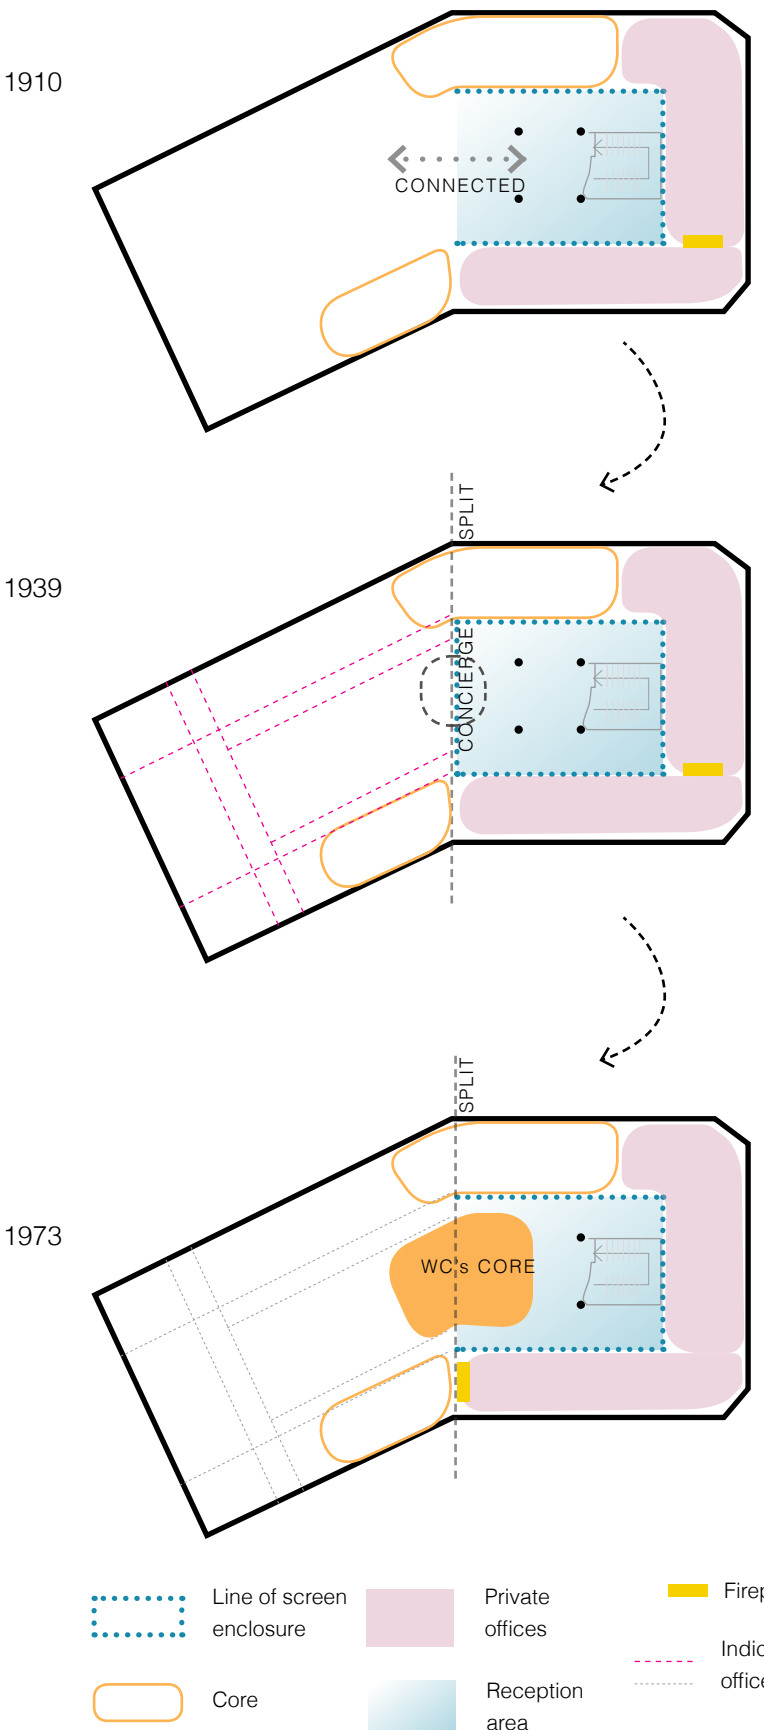 1910
CONNECTED
SPLIT
1939
CONCIERGE
SPLIT
1973
WC's CORE
Line of screen
enclosure
Private
offices
Core
Reception
area